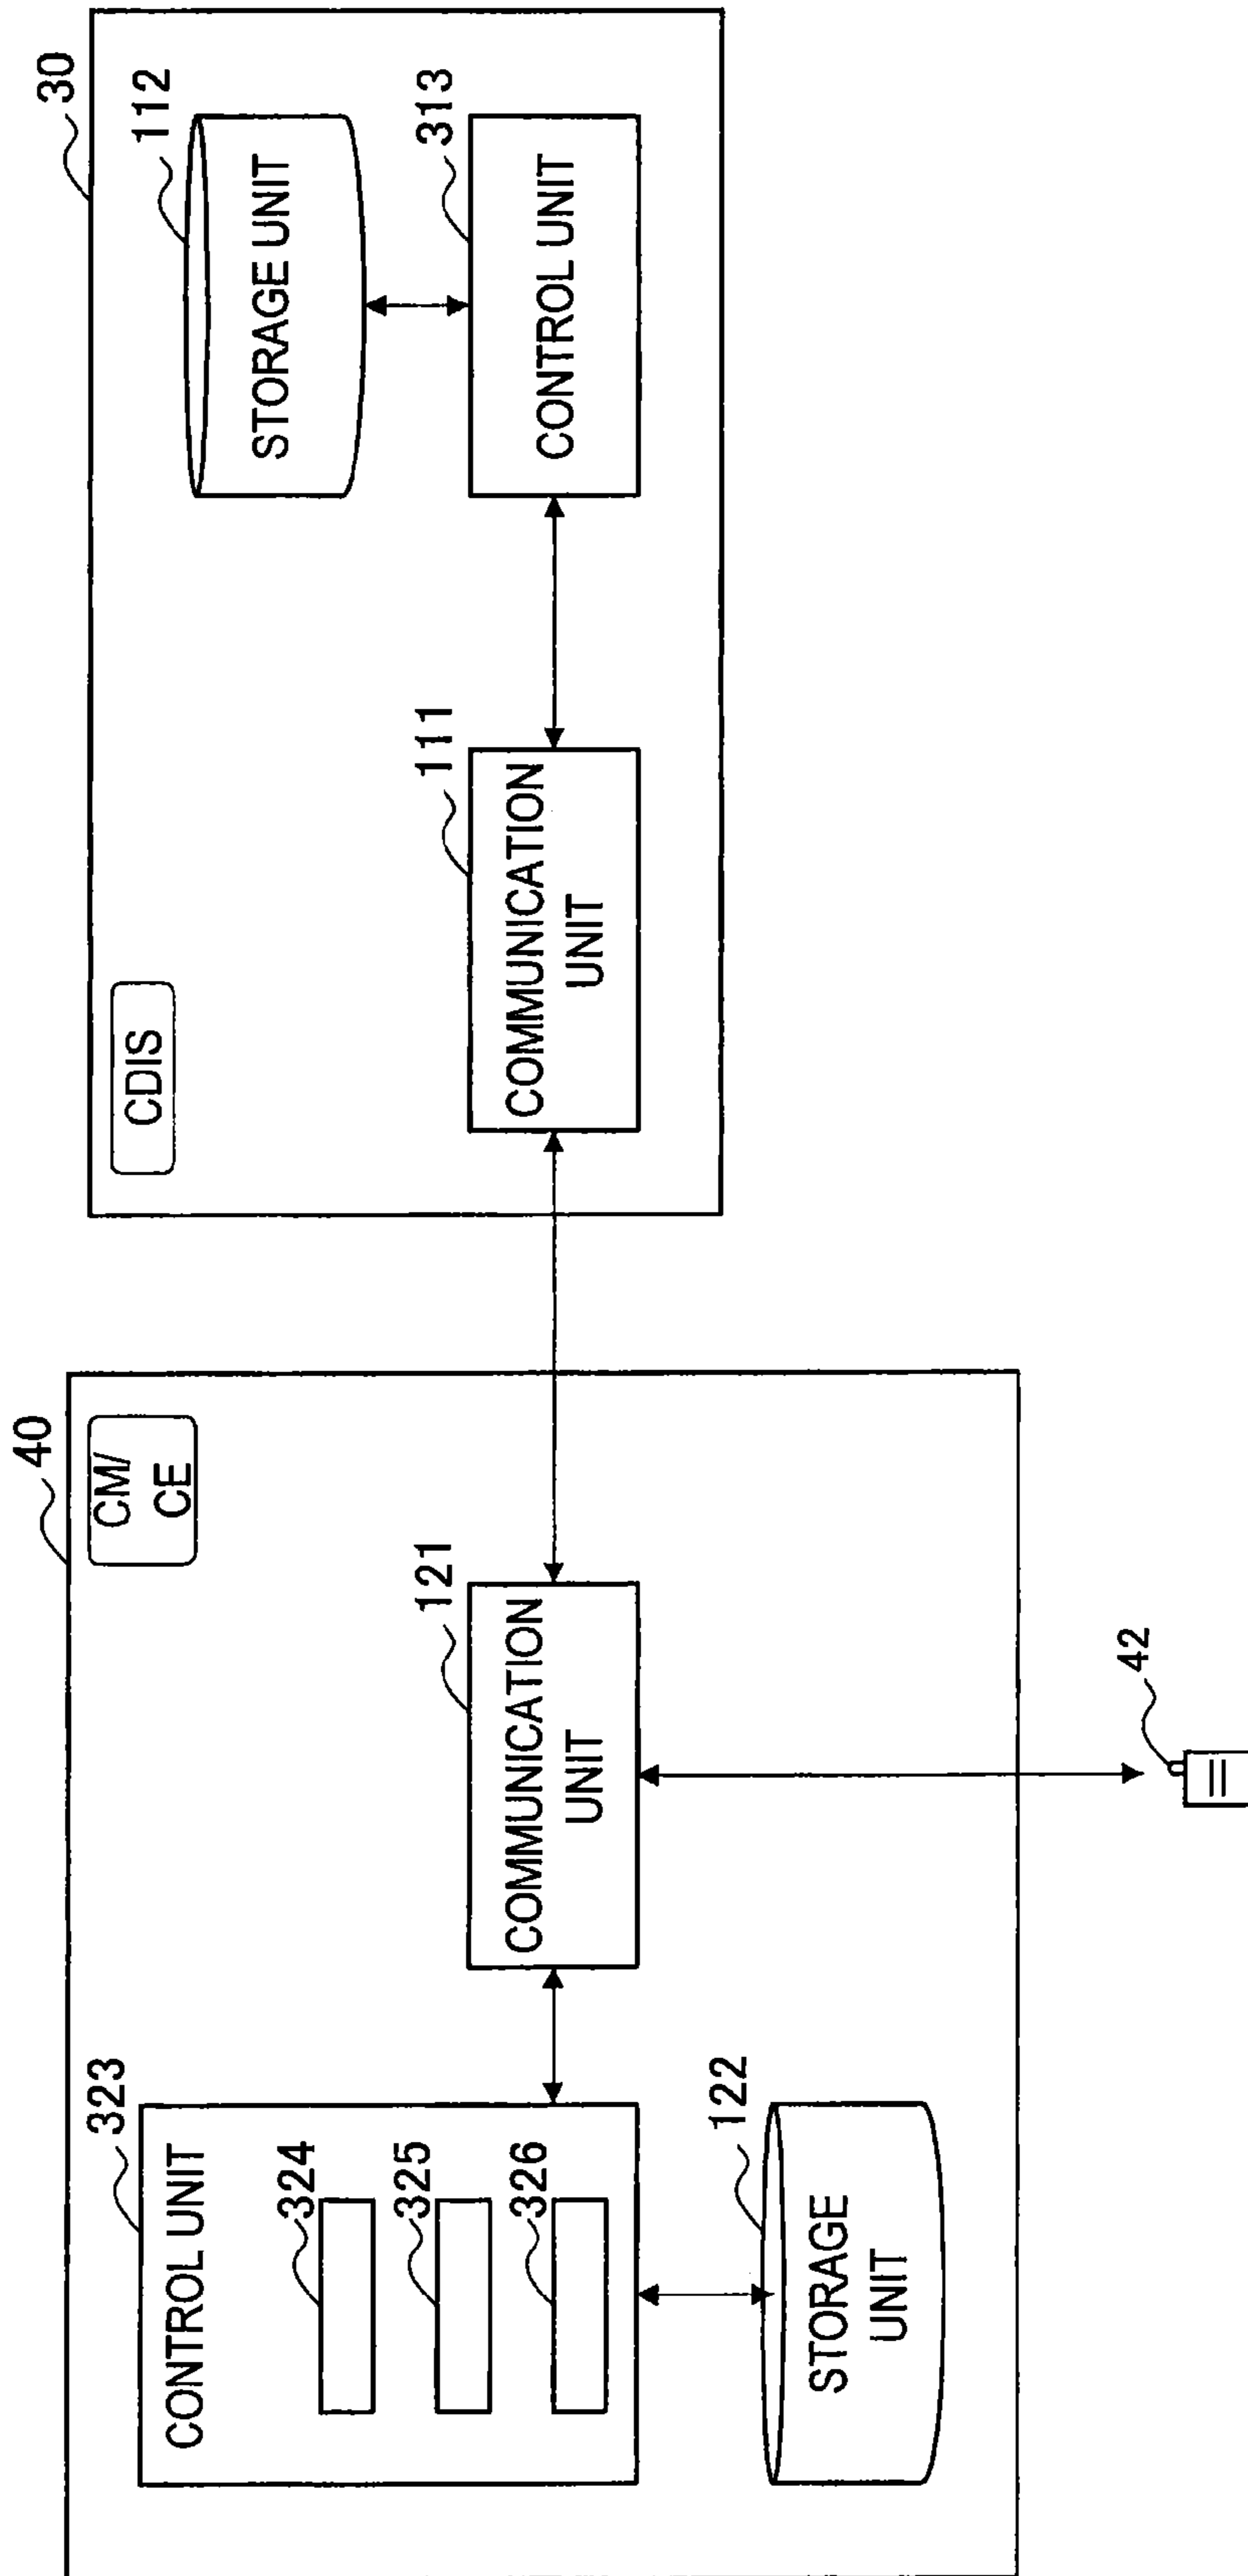 40
CM/
CE
323
CONTROL UNIT
324
325
326
121
COMMUNICATION
UNIT
122
STORAGE
UNIT
42
30
CDIS
112
STORAGE UNIT
111
COMMUNICATION
UNIT
313
CONTROL UNIT